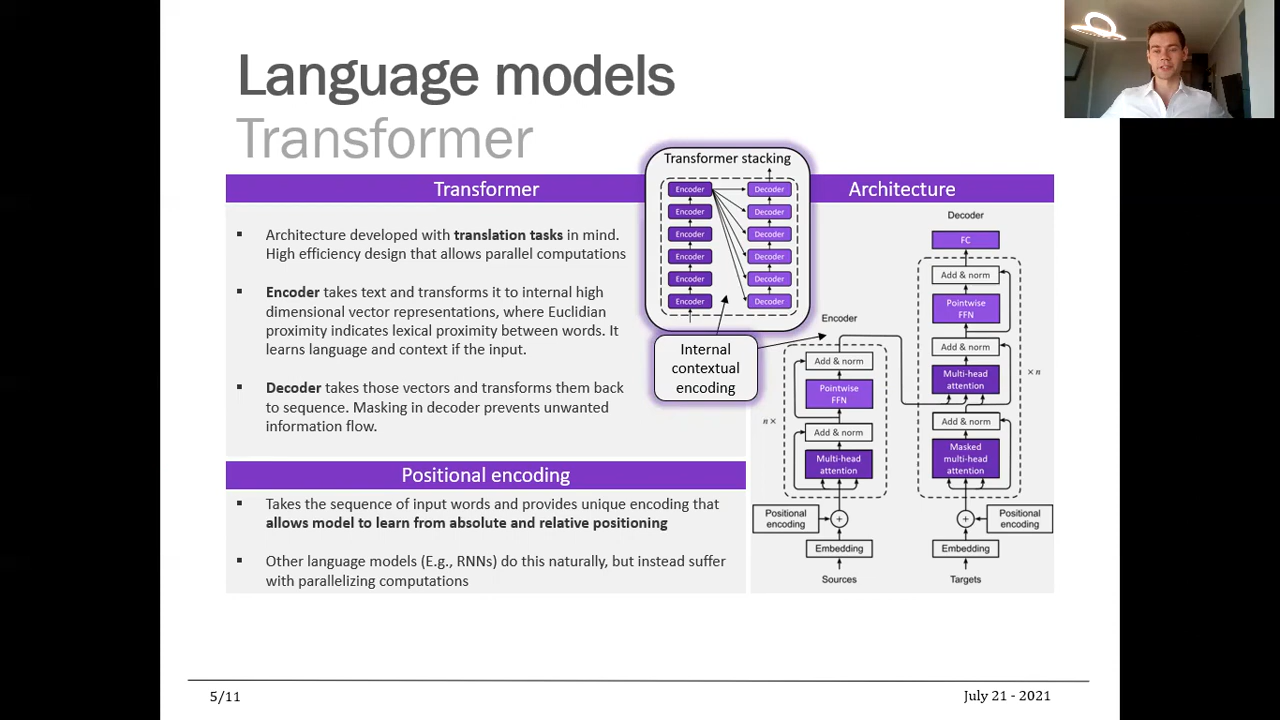 Language models
Transformer
Transformer
▪ Architecture developed with translation tasks in mind.
High efficiency design that allows parallel computations
▪ Encoder takes text and transforms it to internal high
dimensional vector representations, where Euclidian
proximity indicates lexical proximity between words. It
learns language and context if the input.
▪ Decoder takes those vectors and transforms them back
to sequence. Masking in decoder prevents unwanted
information flow.
Positional encoding
▪ Takes the sequence of input words and provides unique encoding that
allows model to learn from absolute and relative positioning
▪ Other language models (E.g., RNNs) do this naturally, but instead suffer
with parallelizing computations
Transformer stacking
Encoder Decoder
Encoder Decoder
Encoder Decoder
Encoder Decoder
Encoder Decoder
Encoder Decoder
Internal
contextual
encoding
Architecture
Decoder
FC
Add & norm
Pointwise
FFN
Add & norm
Multi-head
attention
× n
Add & norm
Masked
multi-head
attention
Positional
encoding
+
Embedding
Targets
Encoder
Add & norm
Pointwise
FFN
n ×
Add & norm
Multi-head
attention
Positional
encoding
+
Embedding
Sources
5/11
July 21 - 2021